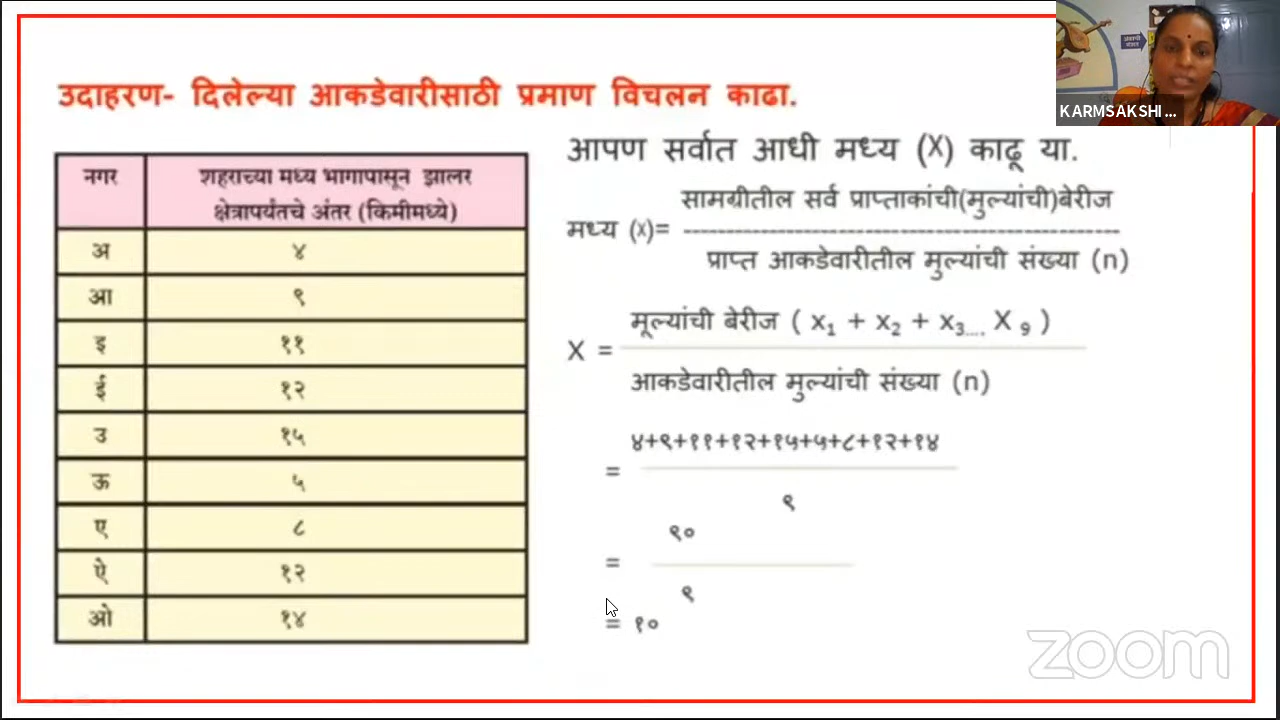 उदाहरण- दिलेल्या आकडेवारीसाठी प्रमाण विचलन काढा.
KARMSAKSHI ...
नगर
शहराच्या मध्य भागापासून झालर
क्षेत्रापर्यंतचे अंतर (किमीमध्ये)
अ ४
आ ९
इ ११
ई १२
उ १५
ऊ ५
ए ८
ऐ १२
ओ १४
आपण सर्वात आधी मध्य (X) काढू या.
सामग्रीतील सर्व प्राप्ताकांची(मुल्यांची)बेरीज
मध्य (X)= ------------------------------------------------
प्राप्त आकडेवारीतील मुल्यांची संख्या (n)
मूल्यांची बेरीज ( x₁ + x₂ + x₃.... X ₉ )
X =
आकडेवारीतील मुल्यांची संख्या (n)
४+९+११+१२+१५+५+८+१२+१४
=
९
९०
=
९
= १०
zoom